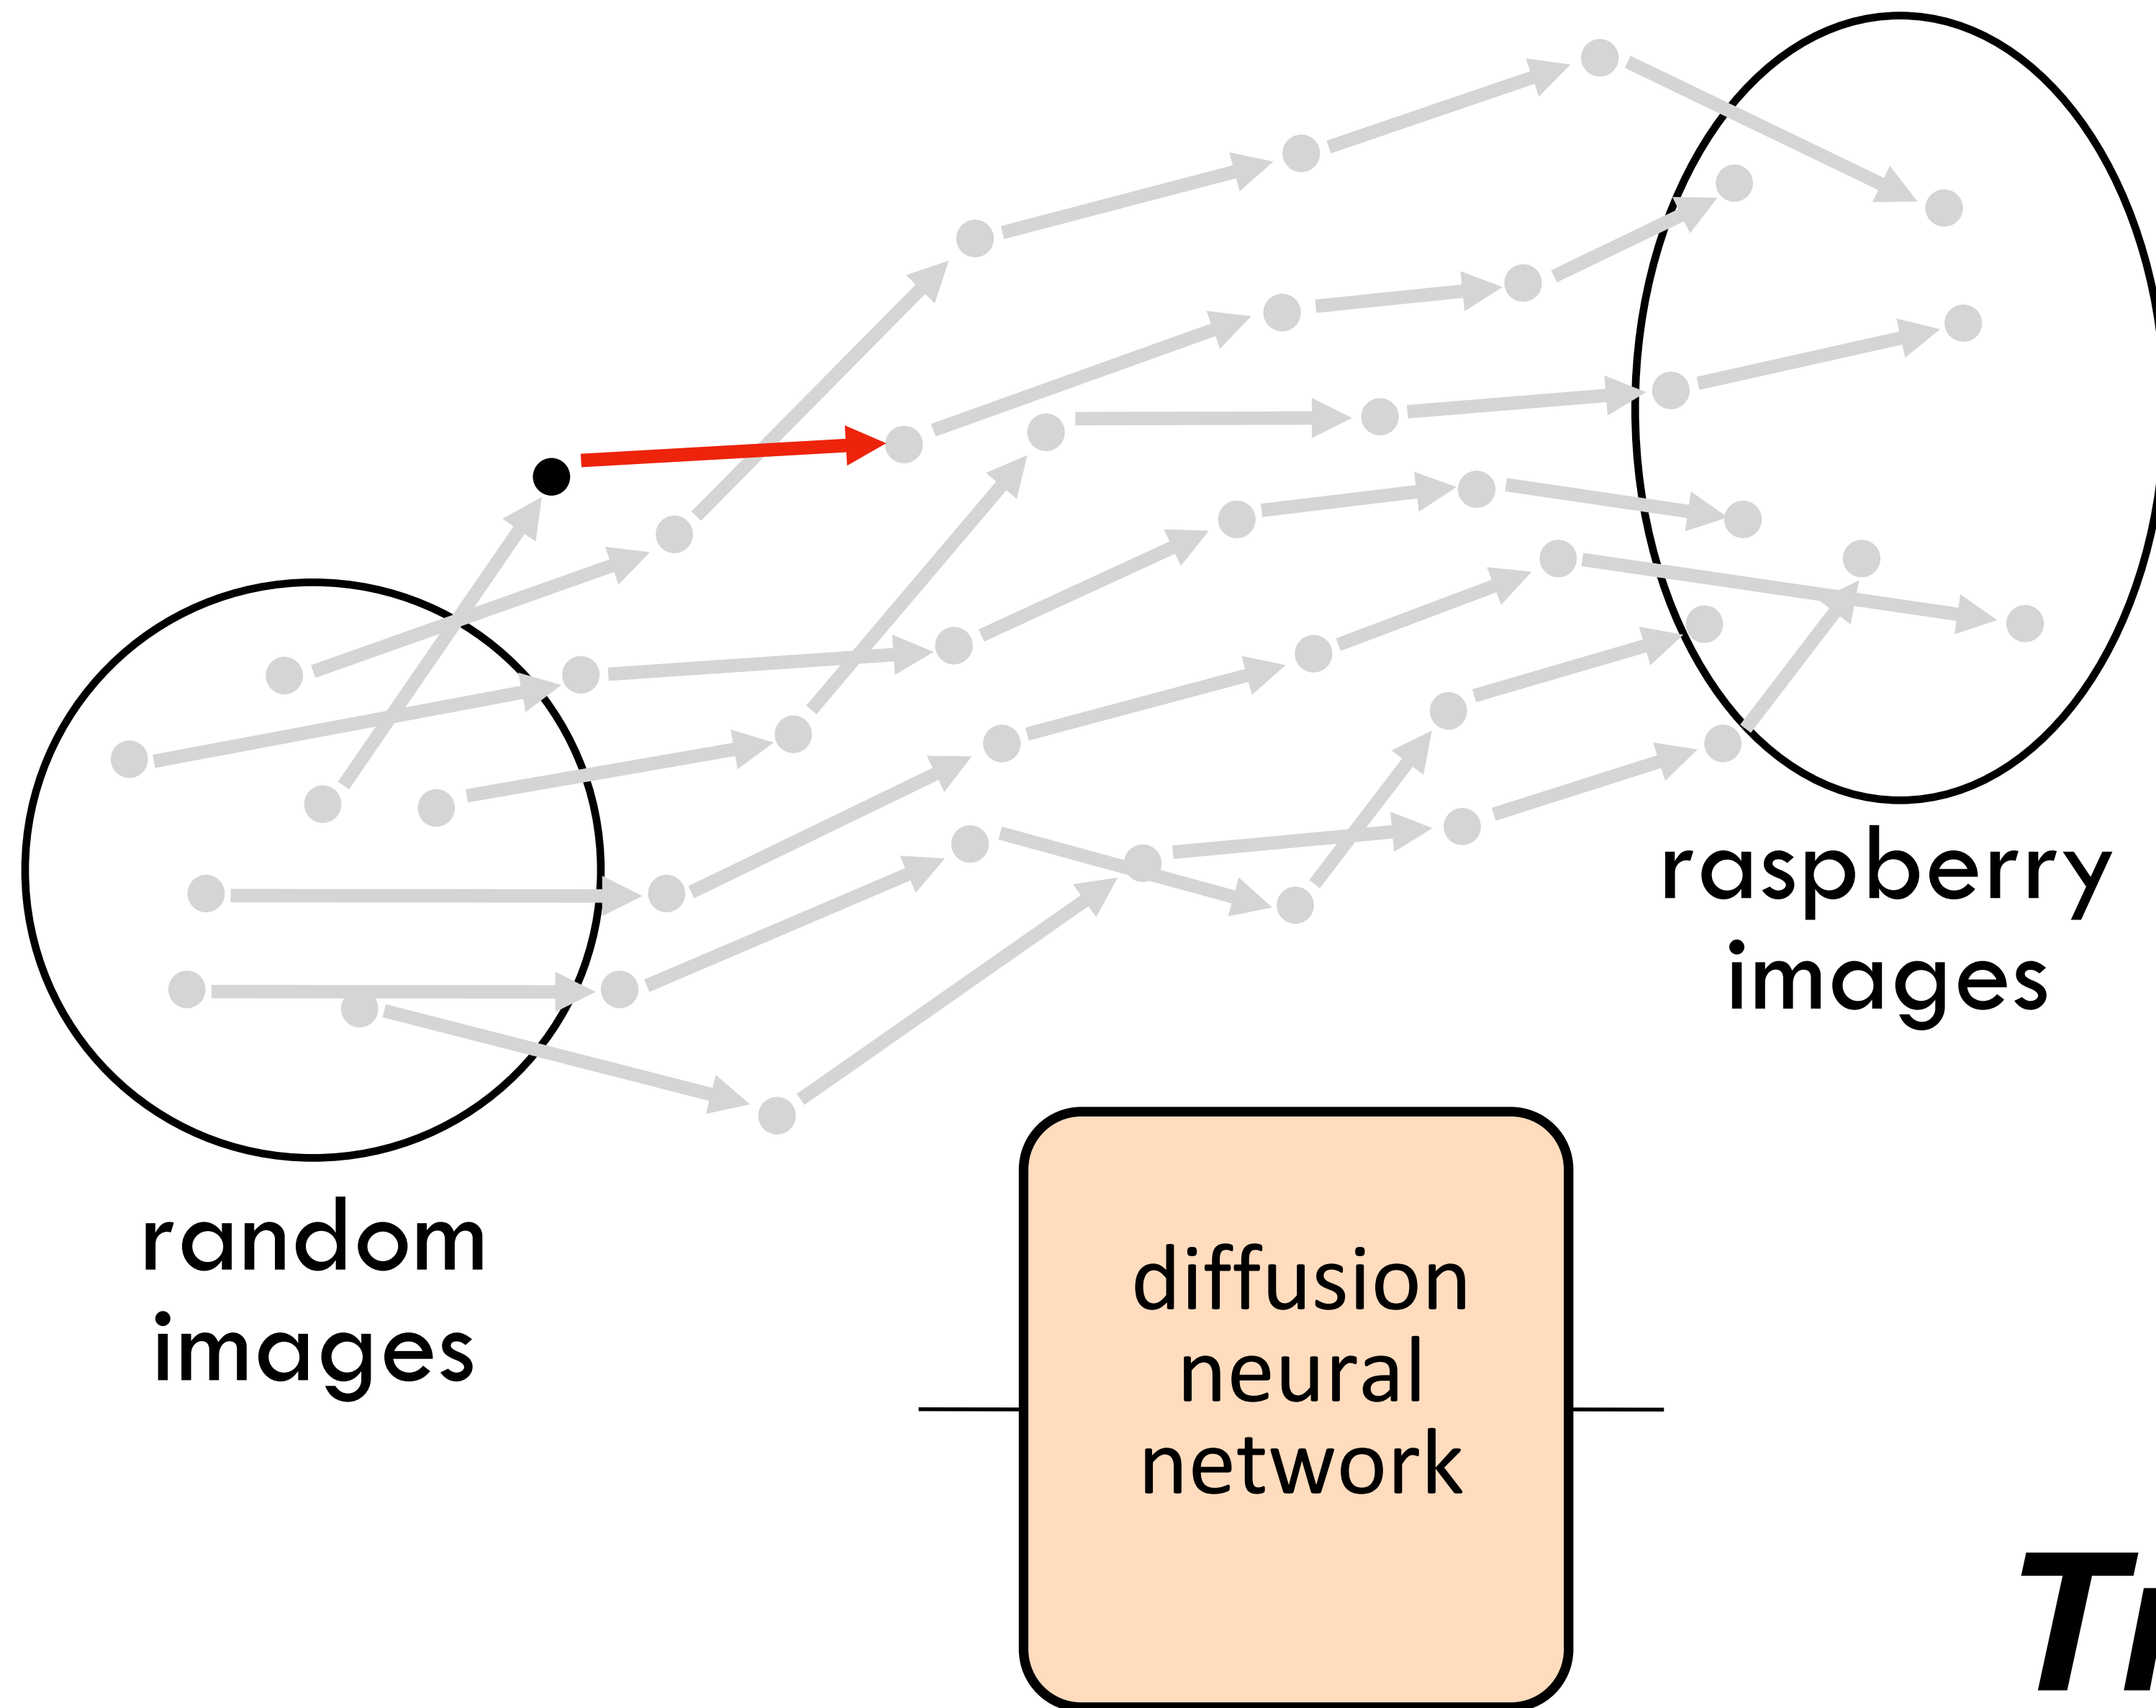 raspberry
images
random
images
diffusion
neural
network